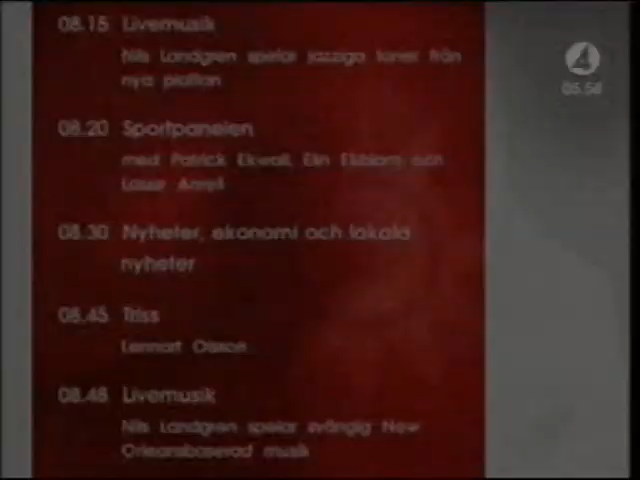 08.15 Livemusik
Nils Landgren spelar jazziga toner från
nya plattan
08.20 Sportpanelen
med Patrick Ekwall, Elin Ekblom och
Lasse Anrell
08.30 Nyheter, ekonomi och lokala
nyheter
08.45 Triss
Lennart Olsson
08.48 Livemusik
Nils Landgren spelar svängig New
Orleansbaserad musik
4
05.56